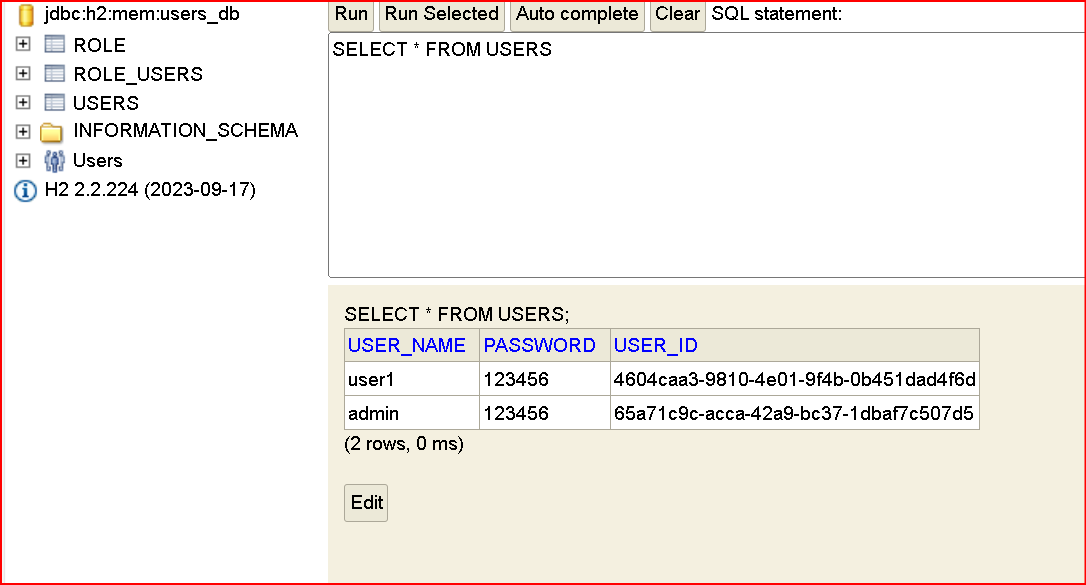 jdbc:h2:mem:users_db
ROLE
ROLE_USERS
USERS
INFORMATION_SCHEMA
Users
H2 2.2.224 (2023-09-17)
Run Run Selected Auto complete Clear SQL statement:
SELECT * FROM USERS
SELECT * FROM USERS;
USER_NAME PASSWORD USER_ID
user1 123456 4604caa3-9810-4e01-9f4b-0b451dad4f6d
admin 123456 65a71c9c-acca-42a9-bc37-1dbaf7c507d5
(2 rows, 0 ms)
Edit